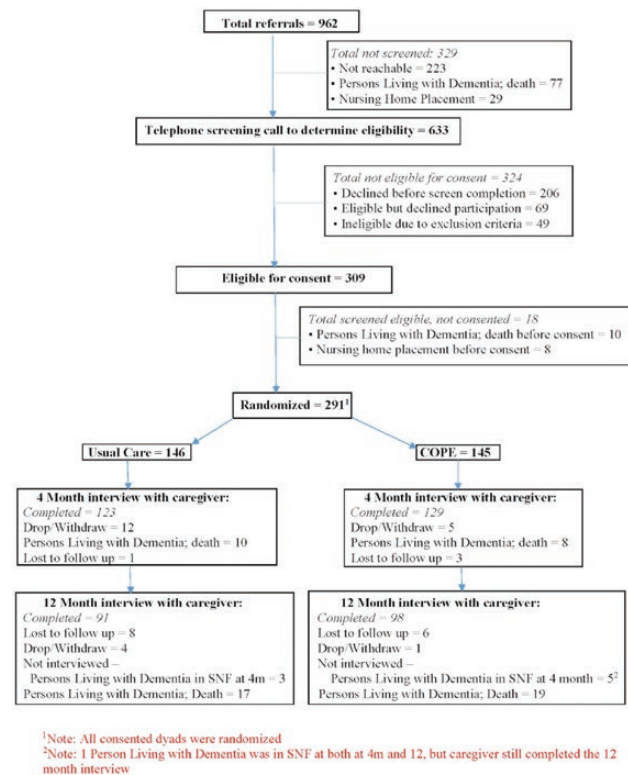 Total referrals = 962
Total not screened: 329
• Not reachable = 223
• Persons Living with Dementia; death = 77
• Nursing Home Placement = 29
Telephone screening call to determine eligibility = 633
Total not eligible for consent = 324
• Declined before screen completion = 206
• Eligible but declined participation = 69
• Ineligible due to exclusion criteria = 49
Eligible for consent = 309
Total screened eligible, not consented = 18
• Persons Living with Dementia; death before consent = 10
• Nursing home placement before consent = 8
Randomized = 291¹
Usual Care = 146
COPE = 145
4 Month interview with caregiver:
Completed = 123
Drop/Withdraw = 12
Persons Living with Dementia; death = 10
Lost to follow up = 1
4 Month interview with caregiver:
Completed = 129
Drop/Withdraw = 5
Persons Living with Dementia; death = 8
Lost to follow up = 3
12 Month interview with caregiver:
Completed = 91
Lost to follow up = 8
Drop/Withdraw = 4
Not interviewed –
Persons Living with Dementia in SNF at 4m = 3
Persons Living with Dementia; Death = 17
12 Month interview with caregiver:
Completed = 98
Lost to follow up = 6
Drop/Withdraw = 1
Not interviewed –
Persons Living with Dementia in SNF at 4 month = 5²
Persons Living with Dementia; Death = 19
¹Note: All consented dyads were randomized
²Note: 1 Person Living with Dementia was in SNF at both at 4m and 12, but caregiver still completed the 12
month interview